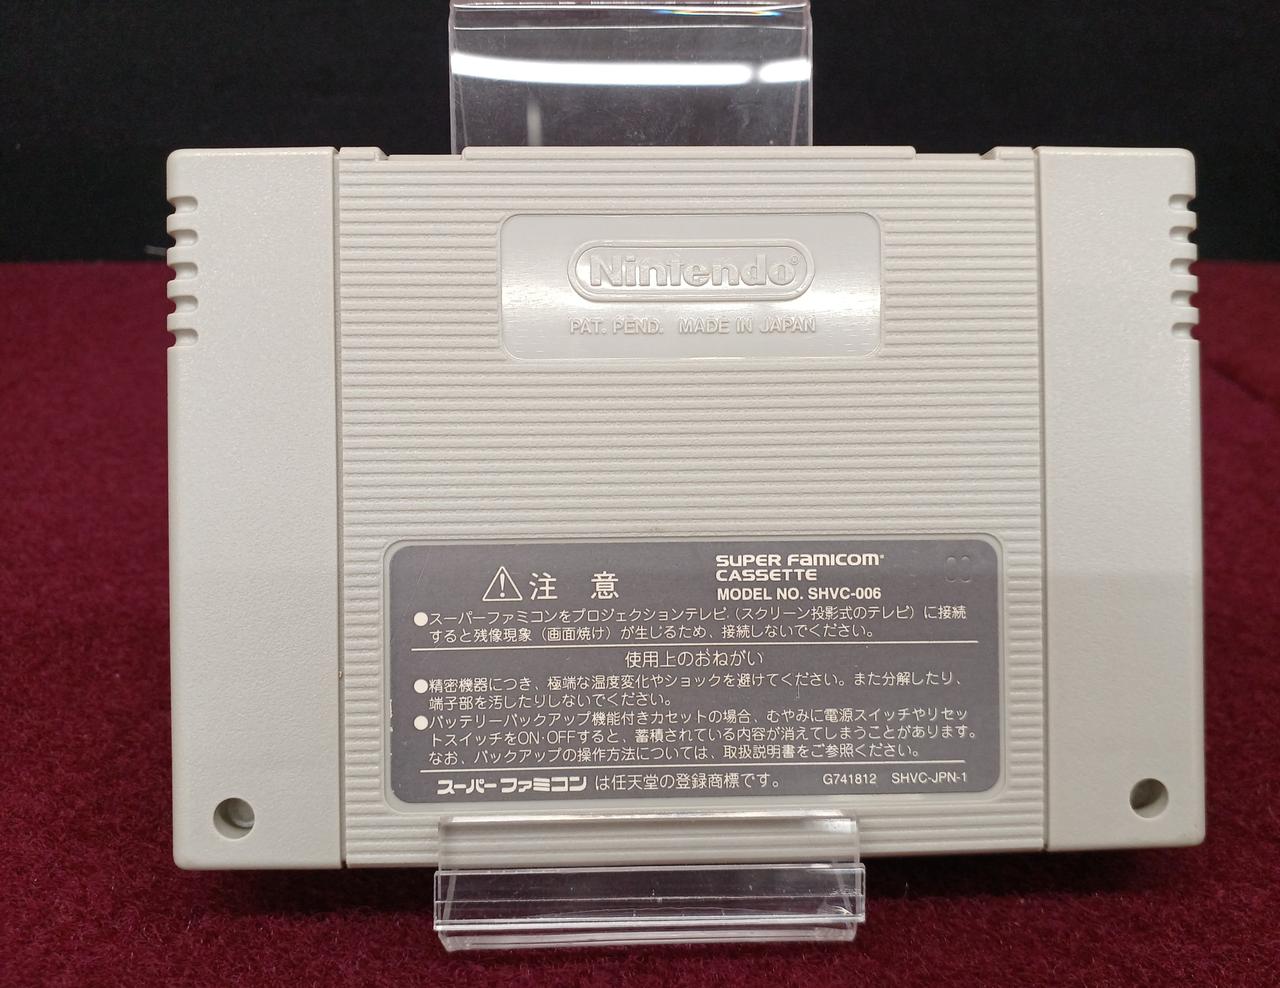 Nintendo®
PAT. PEND. MADE IN JAPAN
⚠注 意
SUPER FAMICOM®
CASSETTE
MODEL NO. SHVC-006
●スーパーファミコンをプロジェクションテレビ,(スクリーン投影式のテレビ)に接続
すると残像現象(画面焼け)が生じるため、接続しないでください。
使用上のおねがい
●精密機器につき、極端な温度変化やショックを避けてください。また分解したり、
端子部を汚したりしないでください。
●バッテリーバックアップ機能付きカセットの場合、むやみに電源スイッチやリセッ
トスイッチをON・OFFすると、蓄積されている内容が消えてしまうことがあります。
なお、バックアップの操作方法については、取扱説明書をご参照ください。
スーパーファミコン は任天堂の登録商標です。 G741812 SHVC-JPN-1